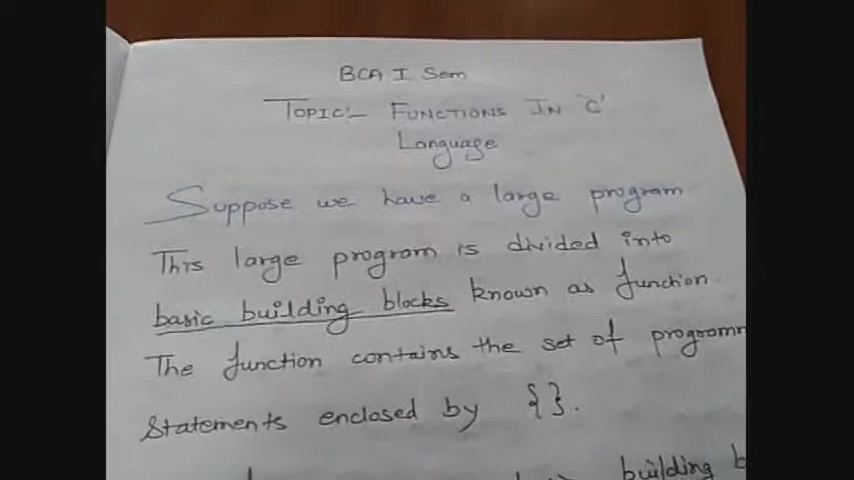 BCA I Sem
TOPIC:- FUNCTIONS IN 'C'
Language
Suppose we have a large program
This large program is divided into
basic building blocks known as function.
The function contains the set of
statements enclosed by { }.
building